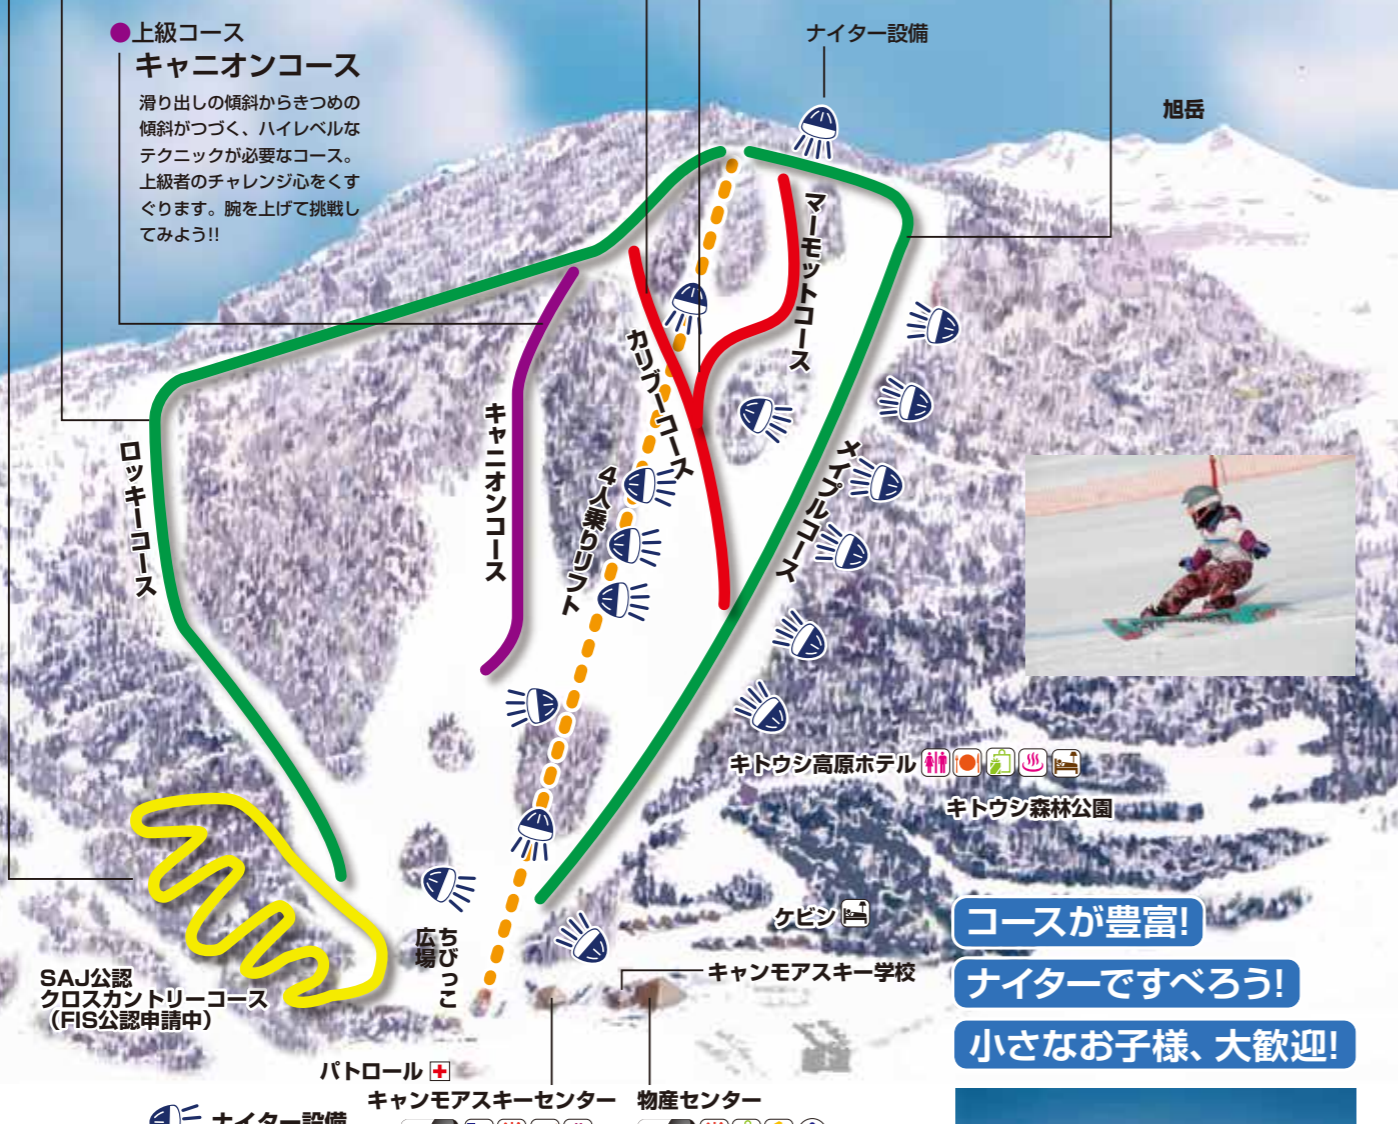 ●上級コース
キャニオンコース
滑り出しの傾斜からきつめの
傾斜がつづく、ハイレベルな
テクニックが必要なコース。
上級者のチャレンジ心をくす
ぐります。腕を上げて挑戦し
てみよう!!
ナイター設備
旭岳
マーモットコース
カリブーコース
キャニオンコース
ロッキーコース
4人乗りリフト
メイプルコース
キトウシ高原ホテル
キトウシ森林公園
ケビン
キャンモアスキー学校
ちびっこ
広場
SAJ公認
クロスカントリーコース
（FIS公認申請中）
パトロール
キャンモアスキーセンター
物産センター
ナイター設備
コースが豊富!
ナイターですべろう!
小さなお子様、大歓迎!